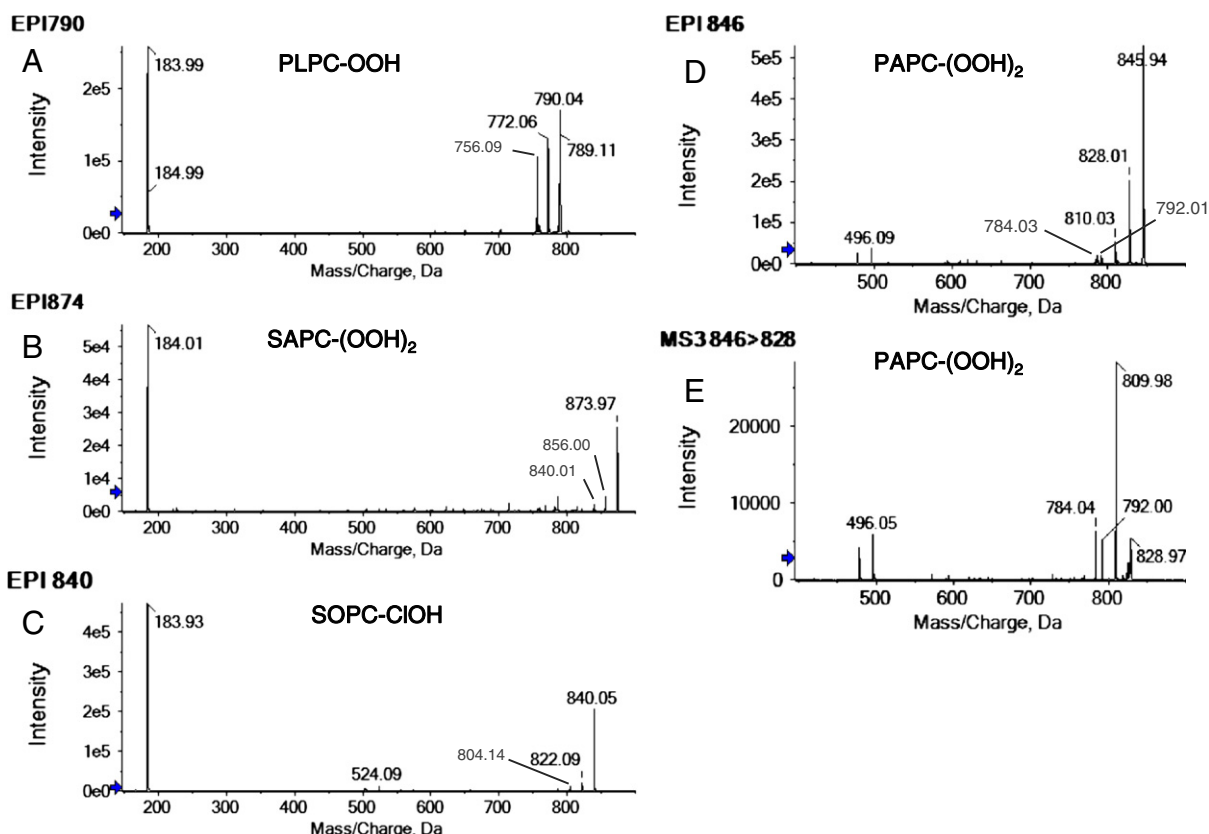 EPI790
A
PLPC-OOH
183.99
184.99
756.09
772.06
790.04
789.11
Intensity
2e5
1e5
0e0
200 300 400 500 600 700 800
Mass/Charge, Da
EPI874
B
SAPC-(OOH)2
184.01
873.97
856.00
840.01
Intensity
5e4
4e4
3e4
2e4
1e4
0e0
200 300 400 500 600 700 800
Mass/Charge, Da
EPI 840
C
SOPC-ClOH
183.93
840.05
804.14
822.09
524.09
Intensity
4e5
3e5
2e5
1e5
0e0
200 300 400 500 600 700 800
Mass/Charge, Da
EPI 846
D
PAPC-(OOH)2
845.94
828.01
810.03
792.01
784.03
496.09
Intensity
5e5
4e5
3e5
2e5
1e5
0e0
500 600 700 800
Mass/Charge, Da
MS3 846>828
E
PAPC-(OOH)2
809.98
784.04
792.00
828.97
496.05
Intensity
20000
10000
0
500 600 700 800
Mass/Charge, Da